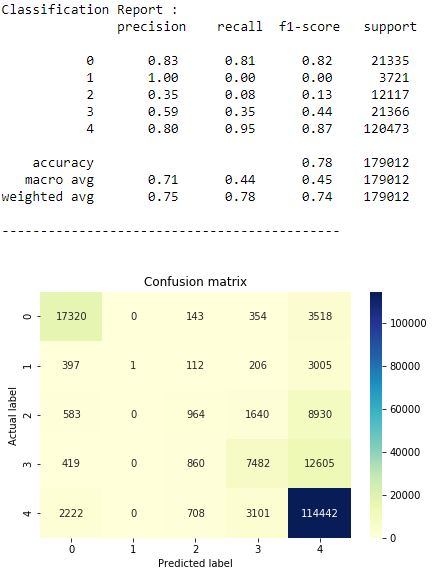 Classification Report :
precision recall f1-score support
0 0.83 0.81 0.82 21335
1 1.00 0.00 0.00 3721
2 0.35 0.08 0.13 12117
3 0.59 0.35 0.44 21366
4 0.80 0.95 0.87 120473
accuracy 0.78 179012
macro avg 0.71 0.44 0.45 179012
weighted avg 0.75 0.78 0.74 179012
--------------------------------------------
Confusion matrix
Actual label
0 17320 0 143 354 3518
1 397 1 112 206 3005
2 583 0 964 1640 8930
3 419 0 860 7482 12605
4 2222 0 708 3101 114442
0 1 2 3 4
Predicted label
100000
80000
60000
40000
20000
0